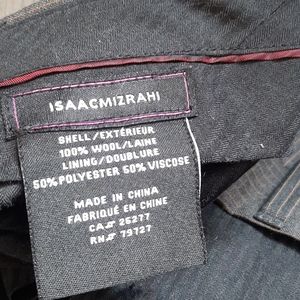 ISAACMIZRAHI
SHELL/EXTÉRIEUR
100% WOOL/LAINE
LINING/DOUBLURE
50% POLYESTER 50% VISCOSE
MADE IN CHINA
FABRIQUÉ EN CHINE
CA# 25277
RN# 79727